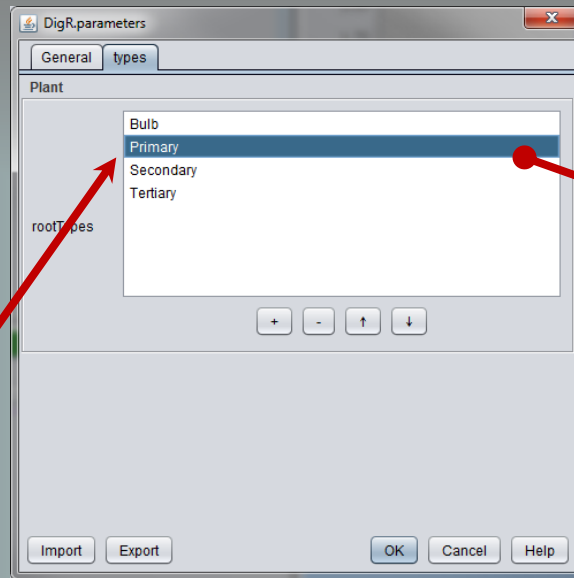 DigR.parameters
General types
Plant
Bulb
Primary
Secondary
Tertiary
rootTypes
+ - ↑ ↓
Import Export OK Cancel Help